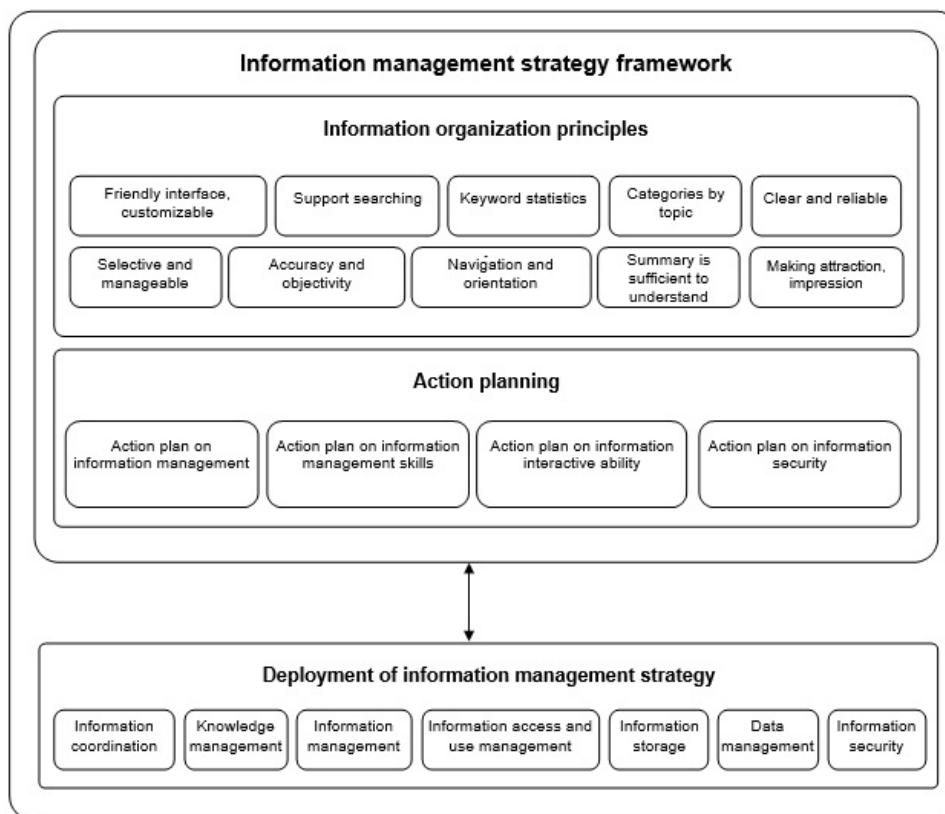 Information management strategy framework
Information organization principles
Friendly interface,
customizable
Support searching
Keyword statistics
Categories by
topic
Clear and reliable
Selective and
manageable
Accuracy and
objectivity
Navigation and
orientation
Summary is
sufficient to
understand
Making attraction,
impression
Action planning
Action plan on
information management
Action plan on information
management skills
Action plan on information
interactive ability
Action plan on information
security
Deployment of information management strategy
Information
coordination
Knowledge
management
Information
management
Information access and
use management
Information
storage
Data
management
Information
security